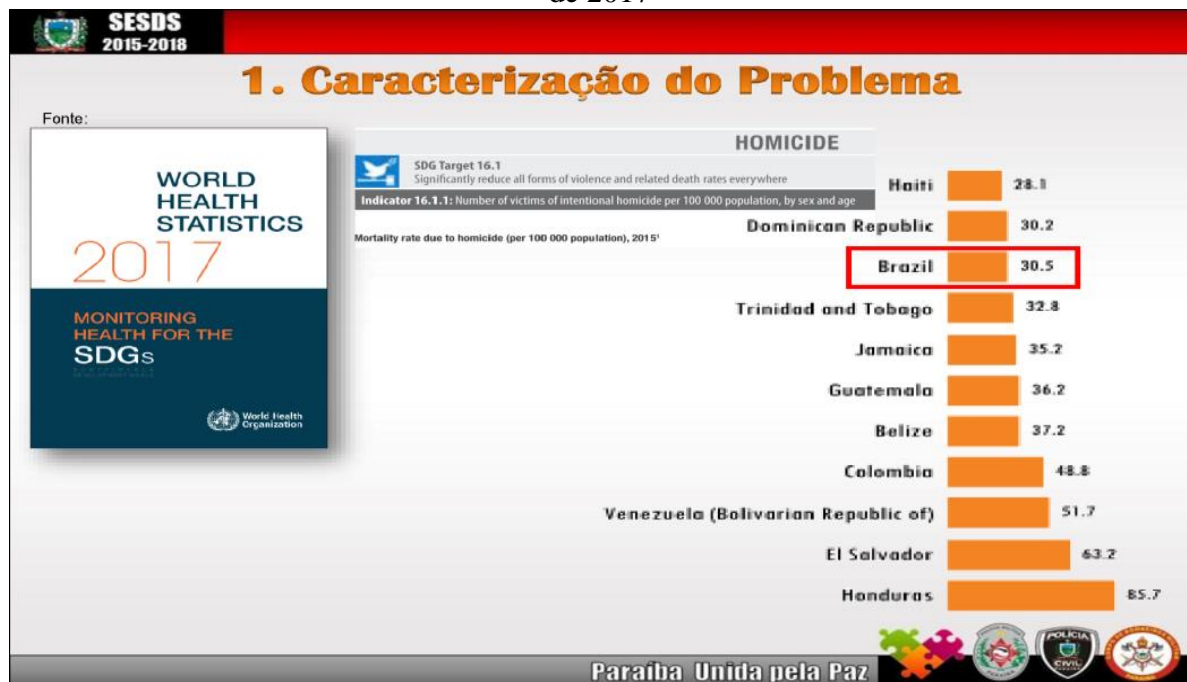 de 2017
SESDS
2015-2018
1. Caracterização do Problema
Fonte:
WORLD
HEALTH
STATISTICS
2017
MONITORING
HEALTH FOR THE
SDGs
World Health
Organization
HOMICIDE
SDG Target 16.1
Significantly reduce all forms of violence and related death rates everywhere
Indicator 16.1.1: Number of victims of intentional homicide per 100 000 population, by sex and age
Mortality rate due to homicide (per 100 000 population), 2015¹
Haiti 28.1
Dominican Republic 30.2
Brazil 30.5
Trinidad and Tobago 32.8
Jamaica 35.2
Guatemala 36.2
Belize 37.2
Colombia 48.8
Venezuela (Bolivarian Republic of) 51.7
El Salvador 63.2
Honduras 85.7
Paraíba Unida pela Paz
POLÍCIA
CIVIL